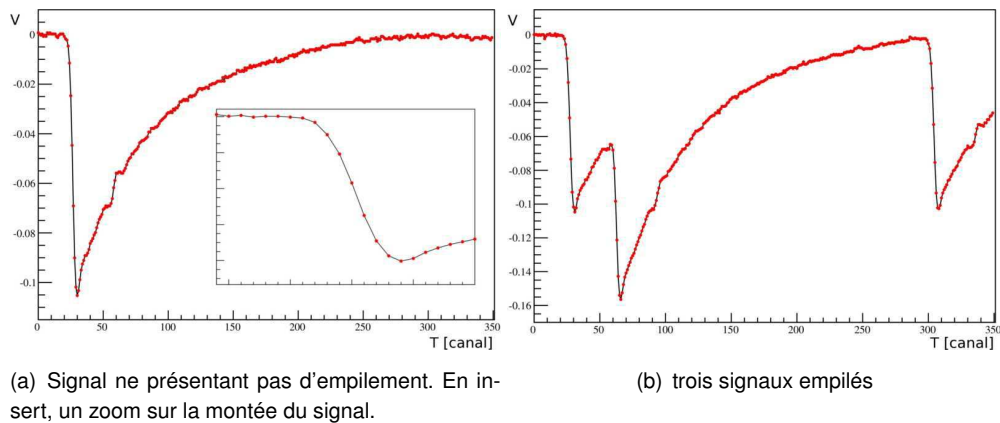 V
0
-0.02
-0.04
-0.06
-0.08
-0.1
0 50 100 150 200 250 300 350
T [canal]
V
0
-0.02
-0.04
-0.06
-0.08
-0.1
-0.12
-0.14
-0.16
0 50 100 150 200 250 300 350
T [canal]
(a) Signal ne présentant pas d'empilement. En in-
sert, un zoom sur la montée du signal.
(b) trois signaux empilés